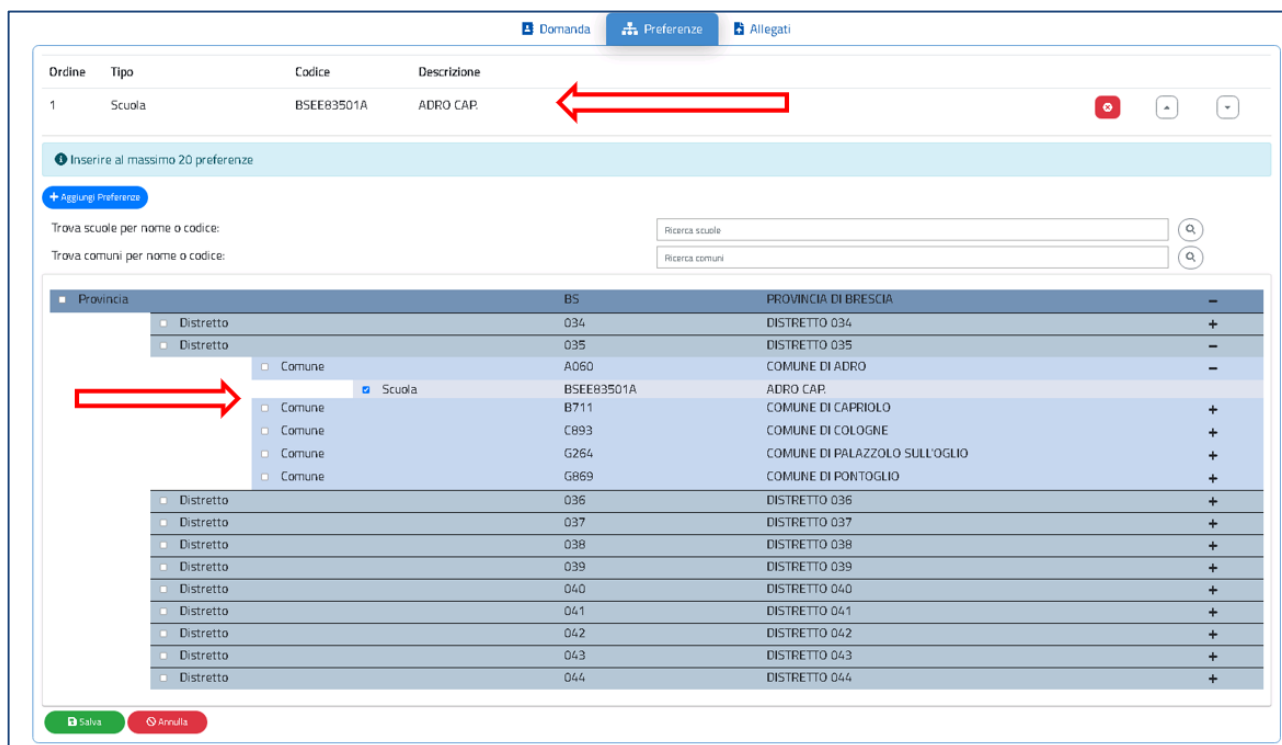 Domanda Preferenze Allegati
Ordine Tipo Codice Descrizione
1 Scuola BSEE83501A ADRO CAP.
Inserire al massimo 20 preferenze
+ Aggiungi Preferenze
Trova scuole per nome o codice: Ricerca scuole
Trova comuni per nome o codice: Ricerca comuni
Provincia BS PROVINCIA DI BRESCIA −
Distretto 034 DISTRETTO 034 +
Distretto 035 DISTRETTO 035 −
Comune A060 COMUNE DI ADRO −
Scuola BSEE83501A ADRO CAP.
Comune B711 COMUNE DI CAPRIOLO +
Comune C893 COMUNE DI COLOGNE +
Comune G264 COMUNE DI PALAZZOLO SULL'OGLIO +
Comune G869 COMUNE DI PONTOGLIO +
Distretto 036 DISTRETTO 036 +
Distretto 037 DISTRETTO 037 +
Distretto 038 DISTRETTO 038 +
Distretto 039 DISTRETTO 039 +
Distretto 040 DISTRETTO 040 +
Distretto 041 DISTRETTO 041 +
Distretto 042 DISTRETTO 042 +
Distretto 043 DISTRETTO 043 +
Distretto 044 DISTRETTO 044 +
Salva Annulla